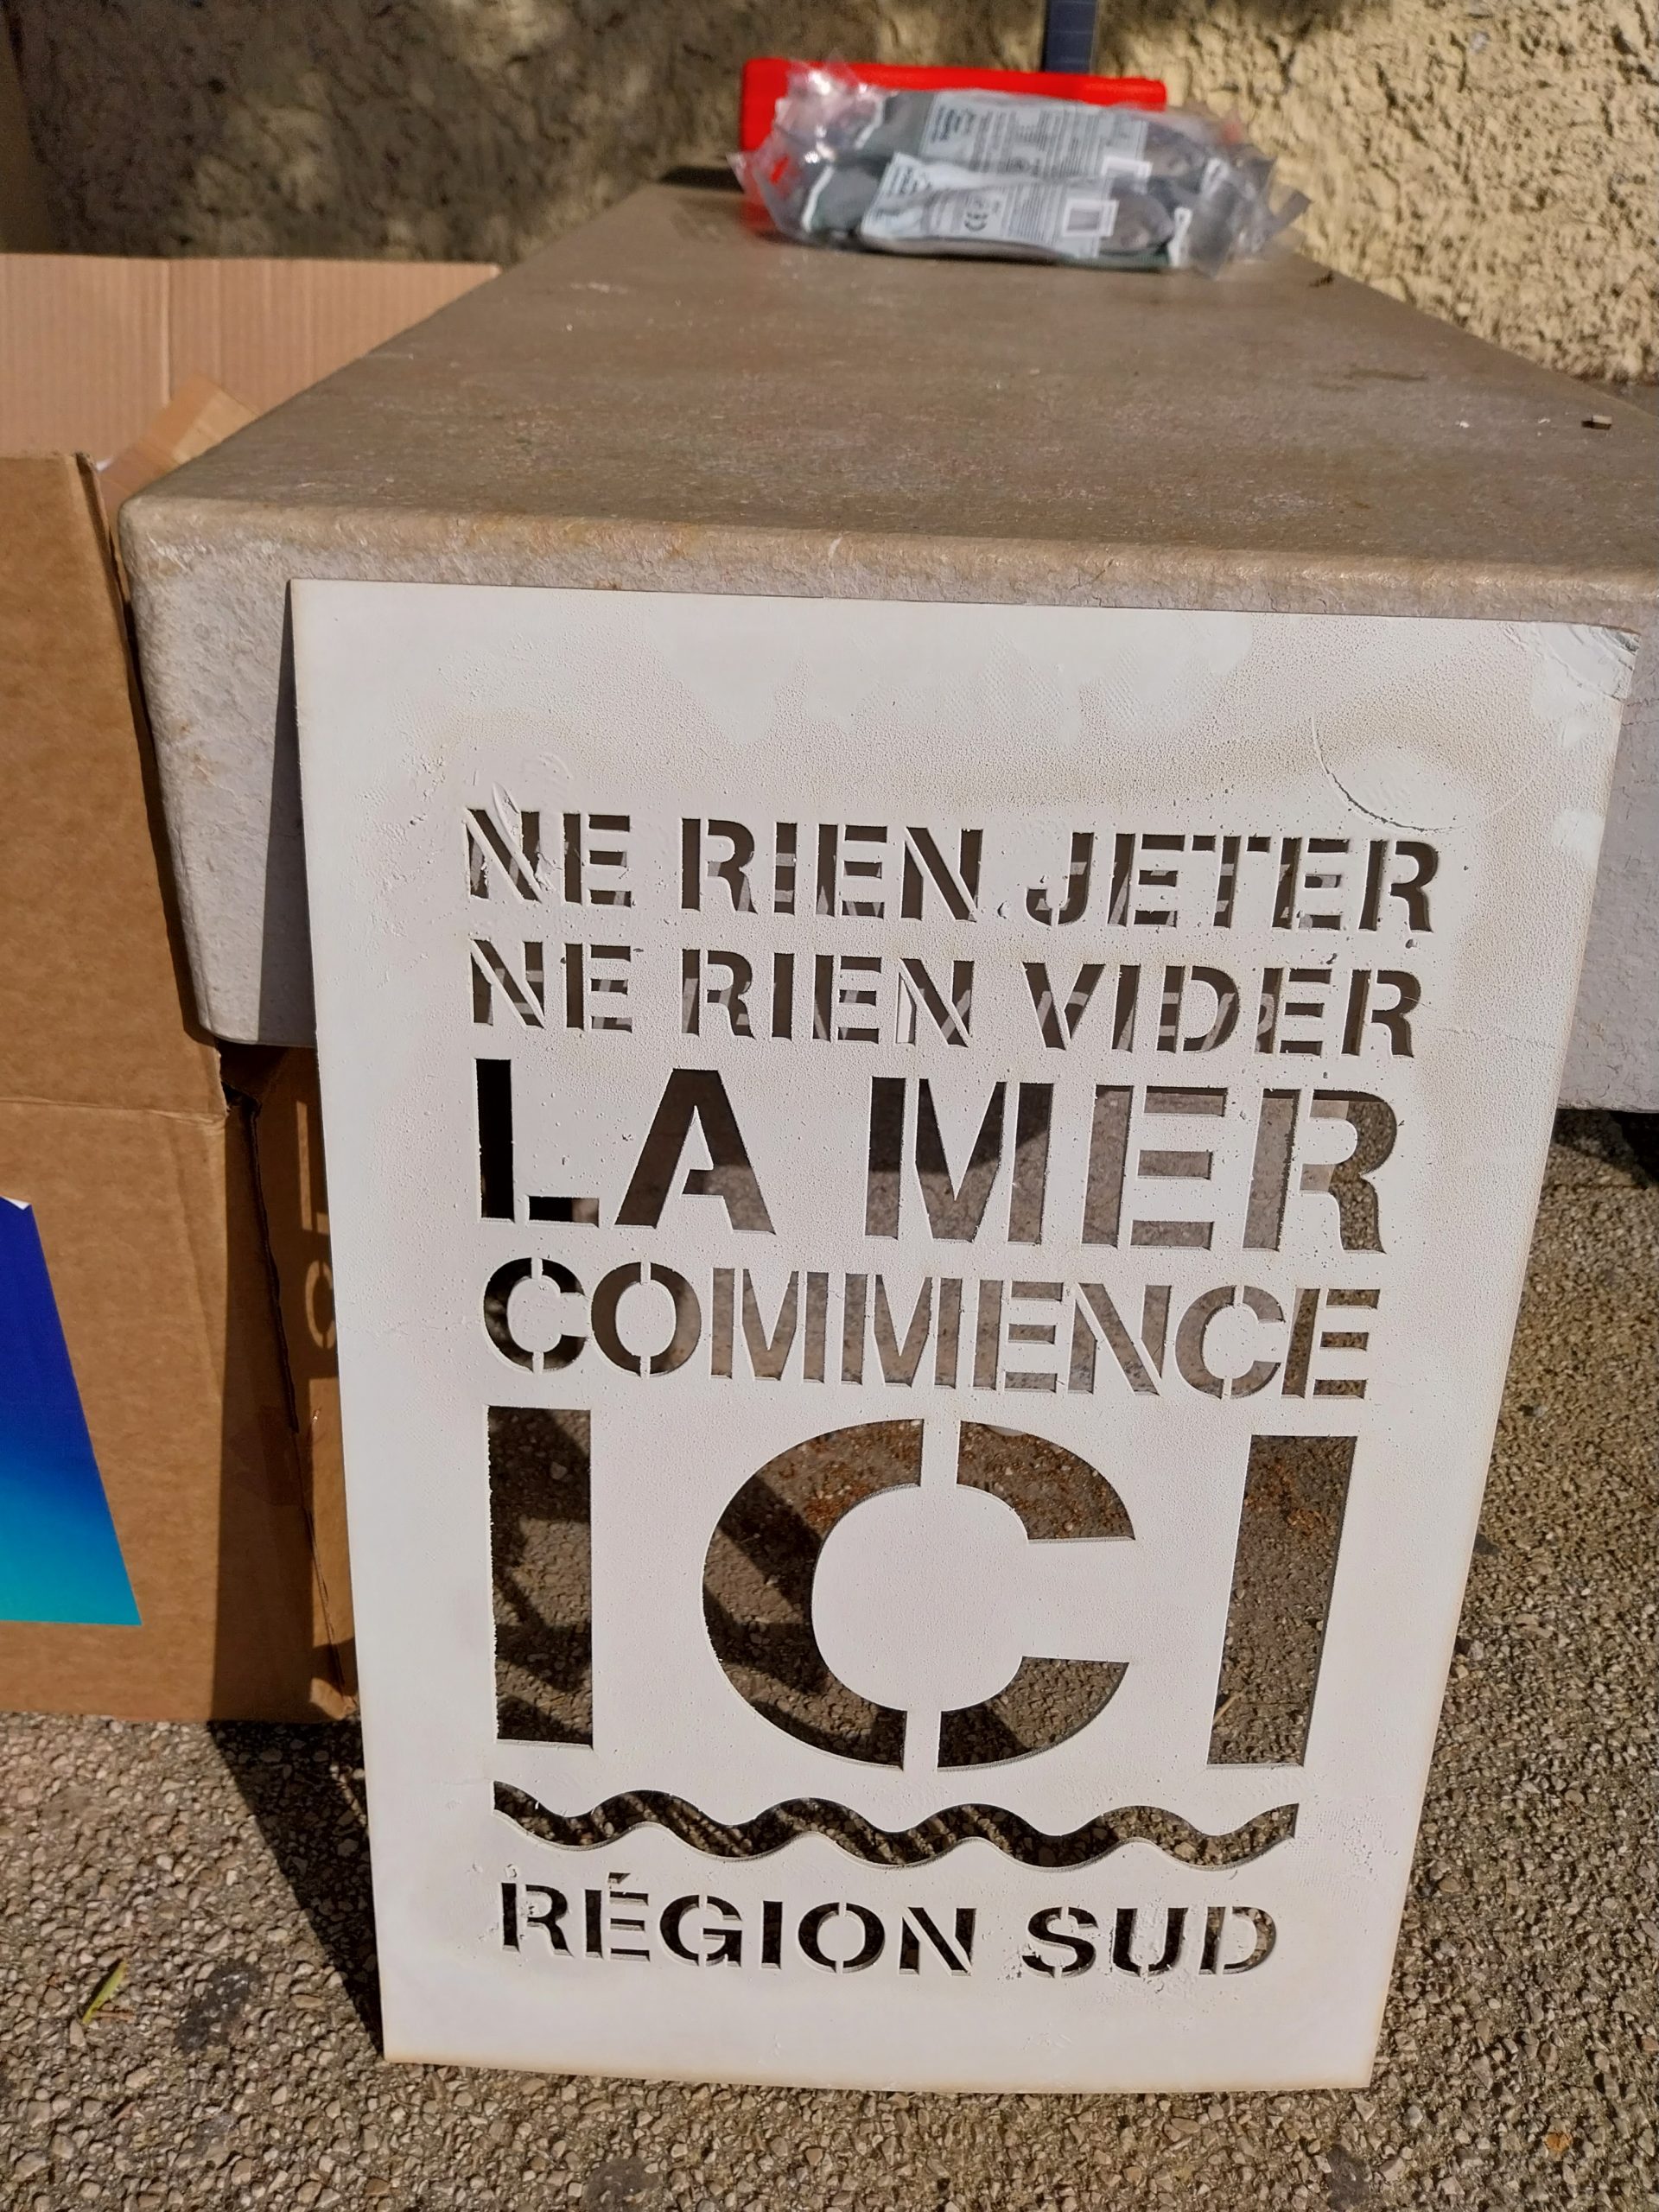 NE RIEN JETER
NE RIEN VIDER
LA MER
COMMENCE
ICI
RÉGION SUD